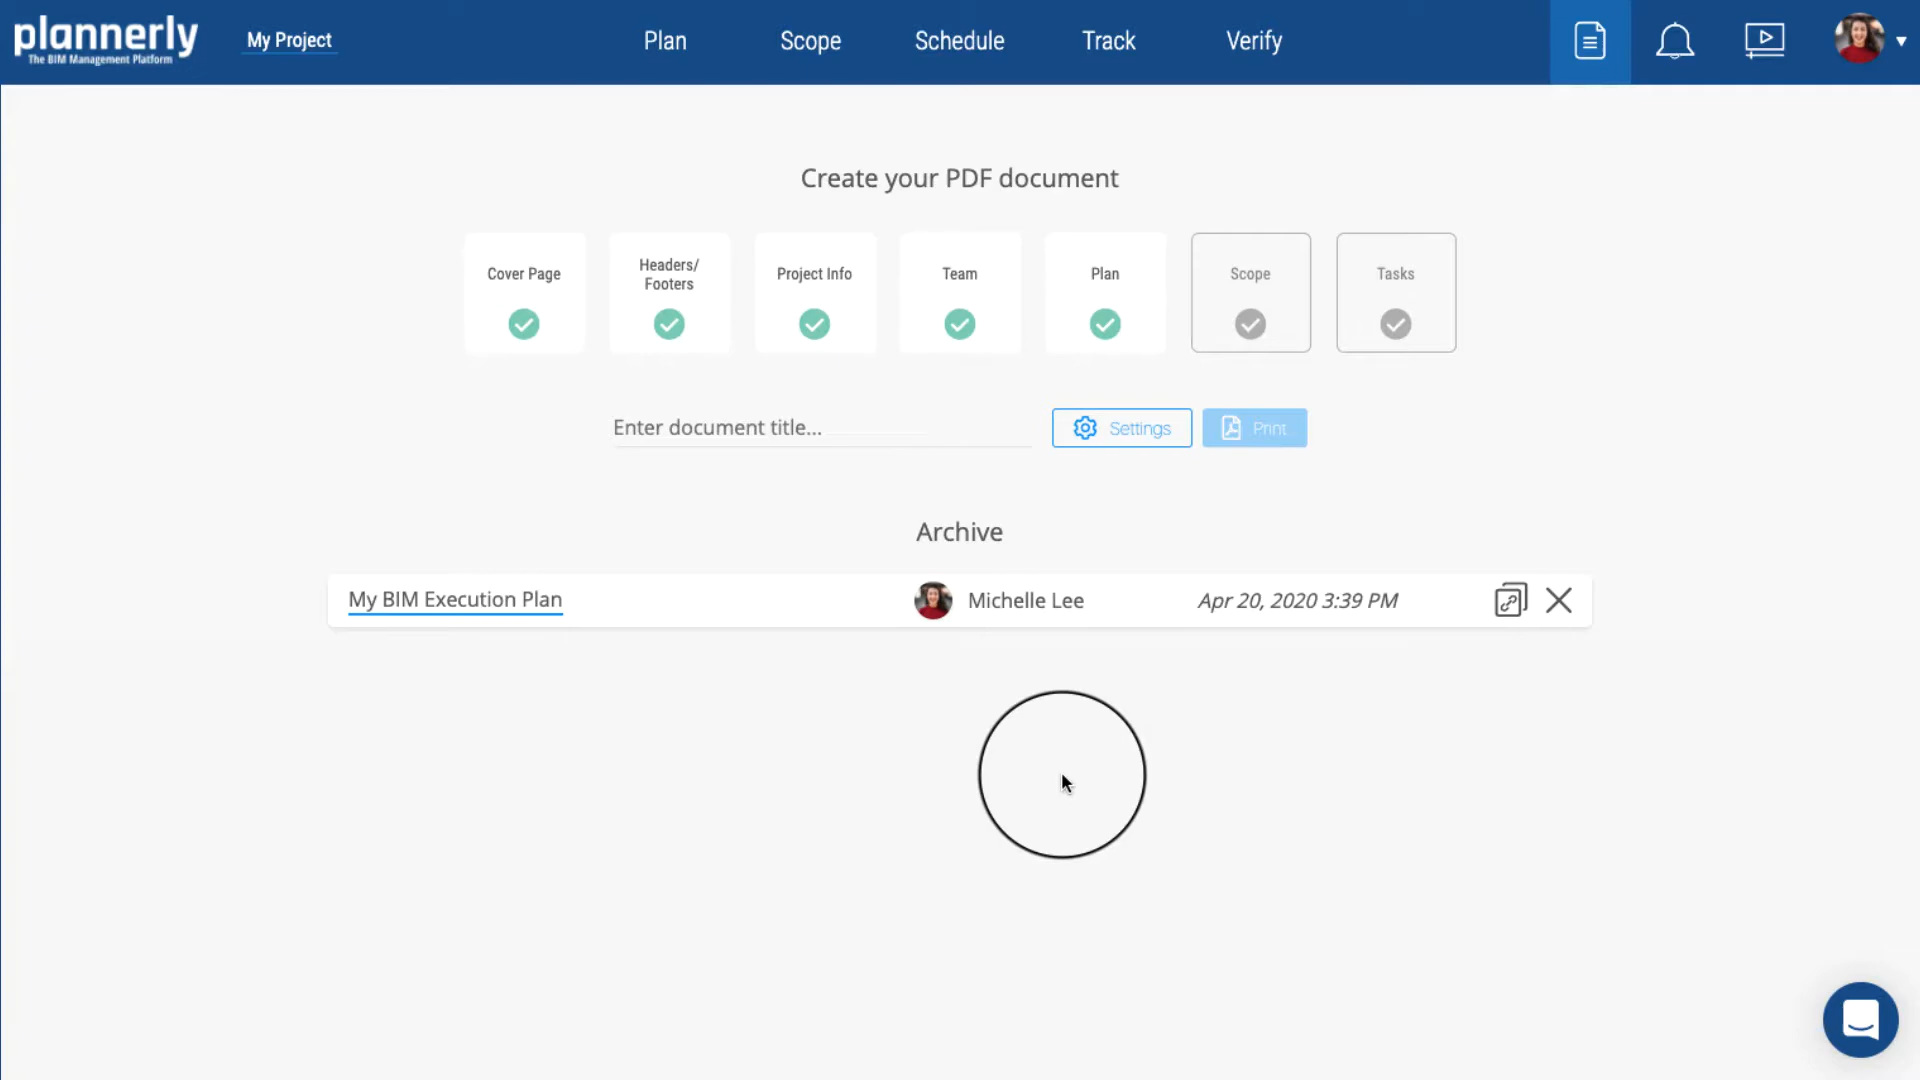 plannerly
The BIM Management Platform
My Project
Plan
Scope
Schedule
Track
Verify
Create your PDF document
Cover Page
Headers/
Footers
Project Info
Team
Plan
Scope
Tasks
Enter document title...
Settings
Print
Archive
My BIM Execution Plan
Michelle Lee
Apr 20, 2020 3:39 PM